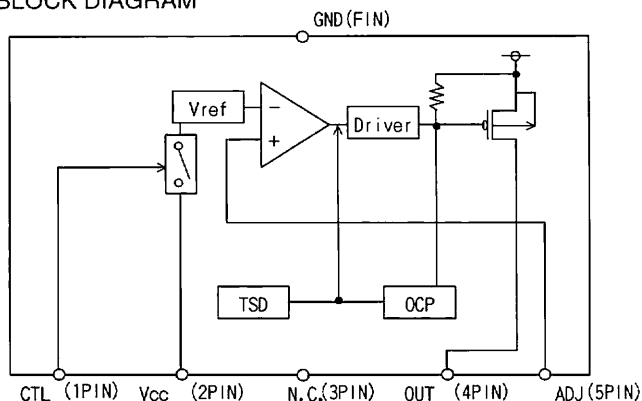 BLOCK DIAGRAM
GND(FIN)
Vref
−
+
Driver
TSD
OCP
CTL (1PIN)
Vcc (2PIN)
N.C.(3PIN)
OUT (4PIN)
ADJ(5PIN)